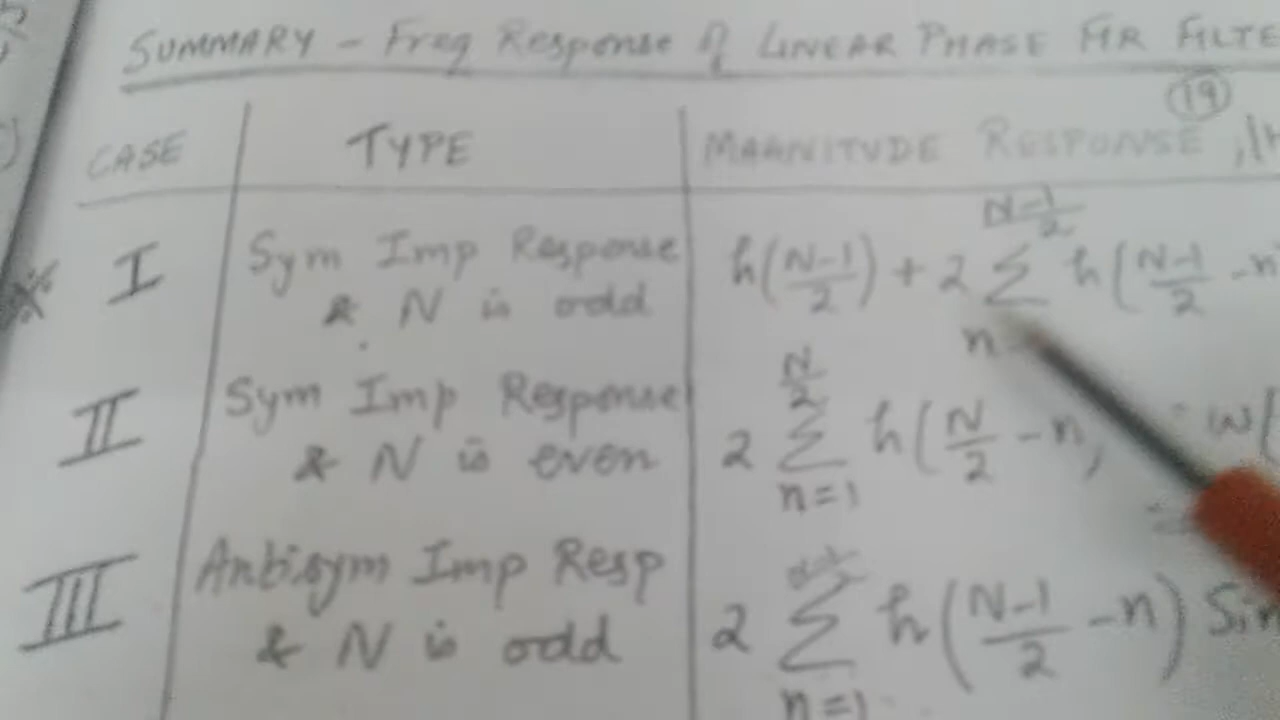 SUMMARY - Freq Response of LINEAR PHASE FIR FILTE
19
CASE TYPE MAGNITUDE RESPONSE, |H
I Sym Imp Response & N is odd h((N-1)/2) + 2 Σ h((N-1)/2 - n
(N-1)/2
n
II Sym Imp Response & N is even 2 Σ h(N/2 - n
N/2
n=1
III Antisym Imp Resp & N is odd 2 Σ h((N-1)/2 - n) Sin
n=1